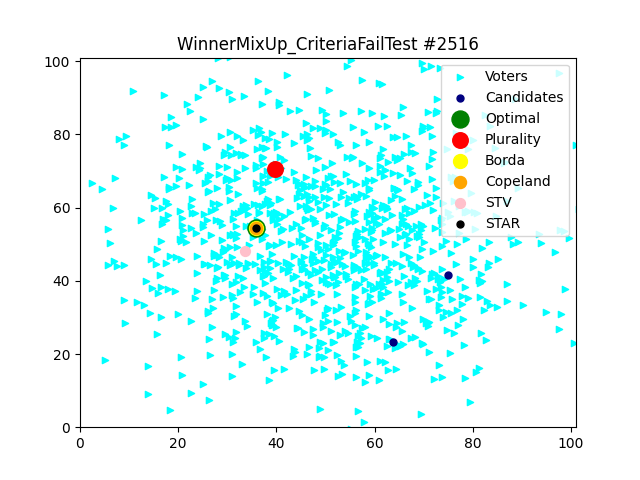 WinnerMixUp_CriteriaFailTest #2516
100
80
60
40
20
0
0 20 40 60 80 100
Voters
Candidates
Optimal
Plurality
Borda
Copeland
STV
STAR